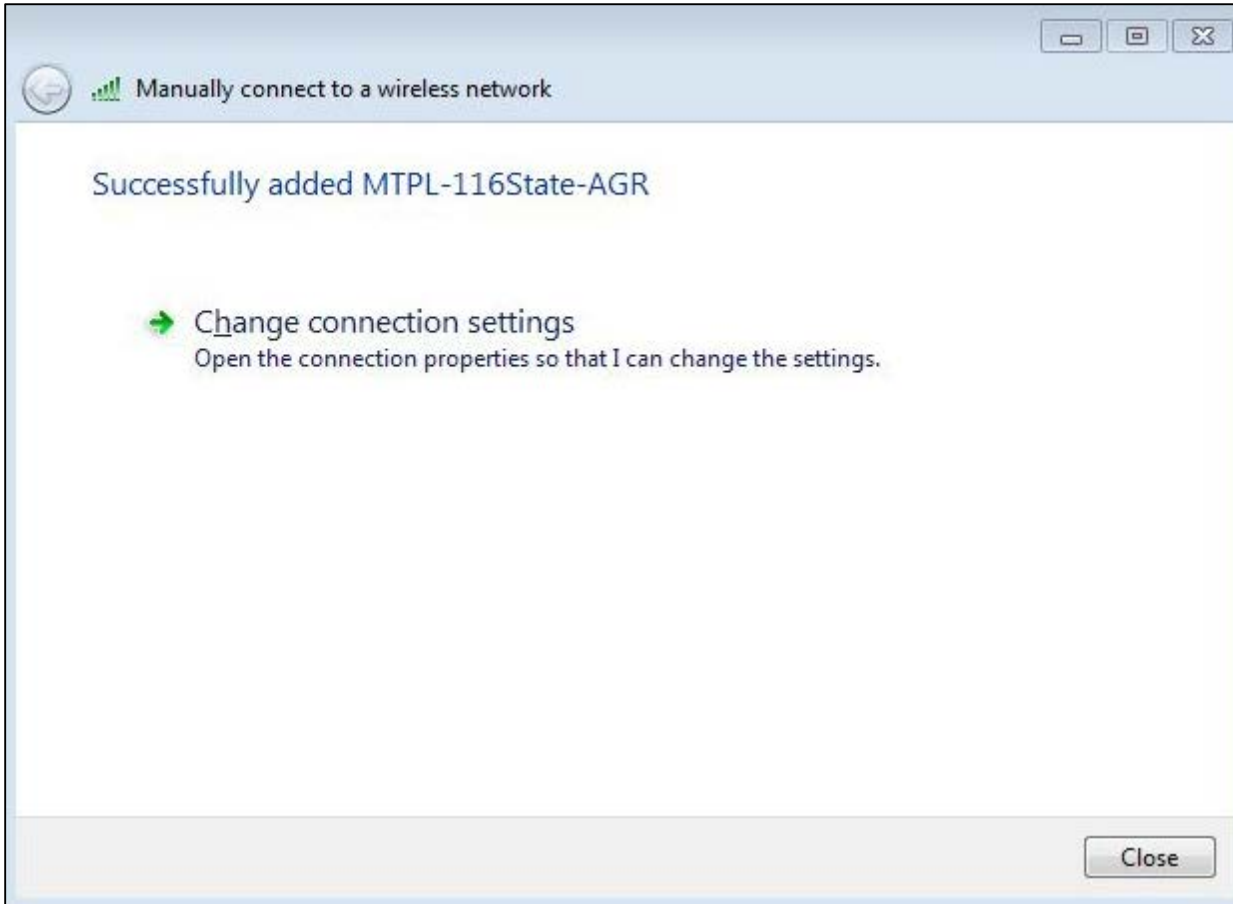 Manually connect to a wireless network
Successfully added MTPL-116State-AGR
Change connection settings
Open the connection properties so that I can change the settings.
Close